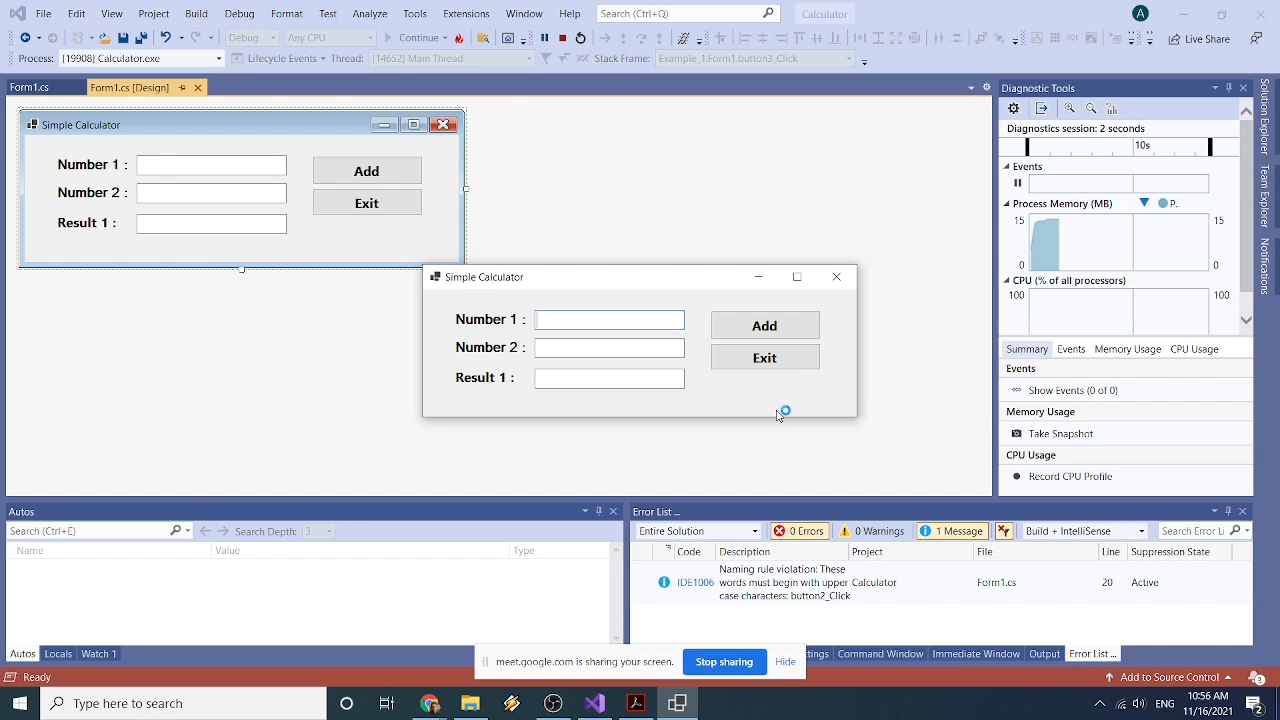 File Edit View Project Build Debug Format Test Analyze Tools Extensions Window Help Search (Ctrl+Q) Calculator A
Debug Any CPU Continue Live Share
Process: [19908] Calculator.exe Lifecycle Events Thread: [14652] Main Thread Stack Frame: Example_1.Form1.button3_Click
Form1.cs Form1.cs [Design]
Simple Calculator
Number 1 :
Number 2 :
Result 1 :
Add
Exit
Simple Calculator
Number 1 :
Number 2 :
Result 1 :
Add
Exit
Diagnostic Tools
Diagnostics session: 2 seconds
10s
Events
Process Memory (MB) P..
15 15
0 0
CPU (% of all processors)
100 100
Summary Events Memory Usage CPU Usage
Events
Show Events (0 of 0)
Memory Usage
Take Snapshot
CPU Usage
Record CPU Profile
Solution Explorer
Team Explorer
Notifications
Autos
Search (Ctrl+E) Search Depth: 3
Name Value Type
Autos Locals Watch 1
Error List ...
Entire Solution 0 Errors 0 Warnings 1 Message Build + IntelliSense Search Error Li
Code Description Project File Line Suppression State
IDE1006 Naming rule violation: These
words must begin with upper Calculator Form1.cs 20 Active
case characters: button2_Click
ttings Command Window Immediate Window Output Error List ...
meet.google.com is sharing your screen. Stop sharing Hide
Ready Add to Source Control 3
Type here to search
10:56 AM
11/16/2021
2